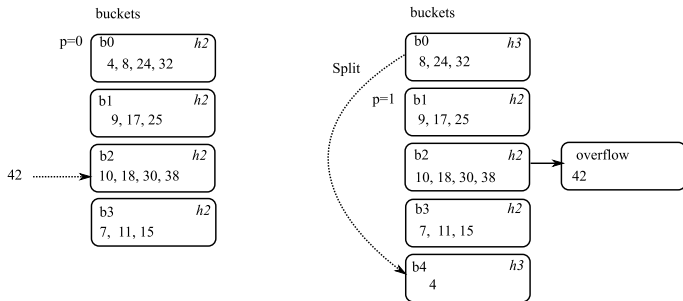 buckets
p=0
b0 h2
4, 8, 24, 32
b1 h2
9, 17, 25
42
b2 h2
10, 18, 30, 38
b3 h2
7, 11, 15
buckets
b0 h3
8, 24, 32
Split
p=1
b1 h2
9, 17, 25
b2 h2
10, 18, 30, 38
overflow
42
b3 h2
7, 11, 15
b4 h3
4